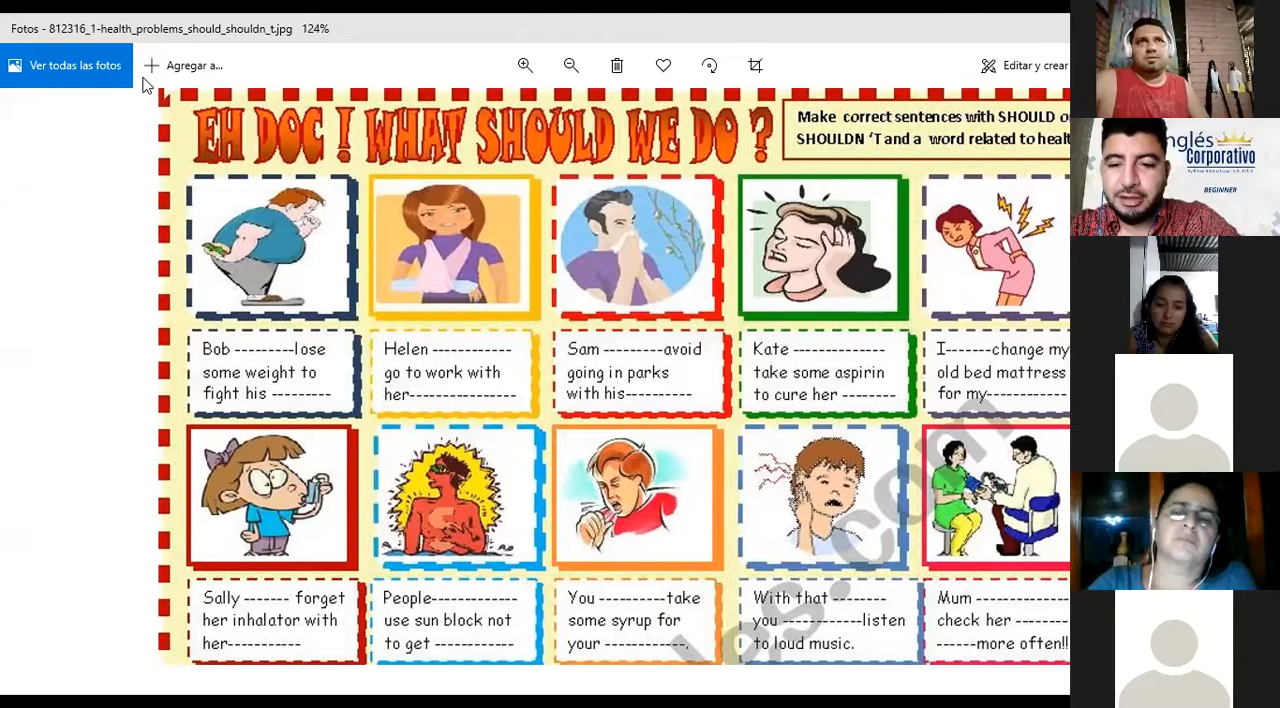 Fotos - 812316_1-health_problems_should_shouldn_t.jpg 124%
Ver todas las fotos
Agregar a...
Editar y crear
EH DOC ! WHAT SHOULD WE DO ?
Make correct sentences with SHOULD o
SHOULDN 'T and a word related to healt
Bob ---------lose
some weight to
fight his ---------
Helen ------------
go to work with
her----------------
Sam ---------avoid
going in parks
with his----------
Kate --------------
take some aspirin
to cure her --------
I-------change my
old bed mattress
for my------------
Sally ------- forget
her inhalator with
her-----------
People-------------
use sun block not
to get ------------
You ----------take
some syrup for
your ------------.
With that --------
you ------------listen
to loud music.
Mum --------------
check her --------
------more often!!
les.com
nglés
Corporativo
BEGINNER